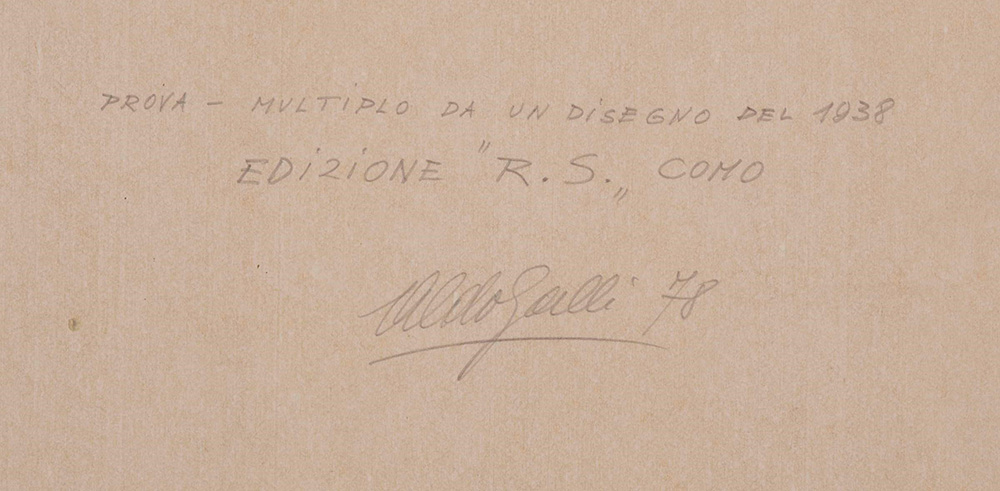 PROVA - MULTIPLO DA UN DISEGNO DEL 1938
EDIZIONE "R.S.„ COMO
Aldo Galli 78